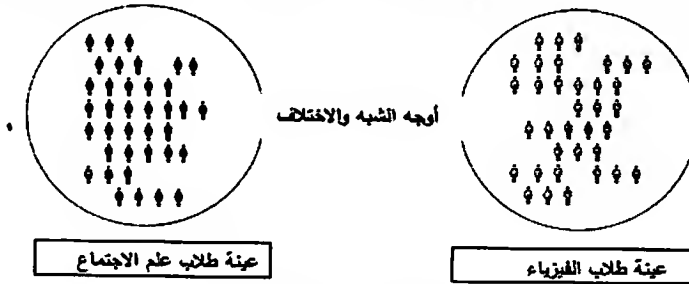 أوجه الشبه والاختلاف
عينة طلاب الفيزياء
عينة طلاب علم الاجتماع